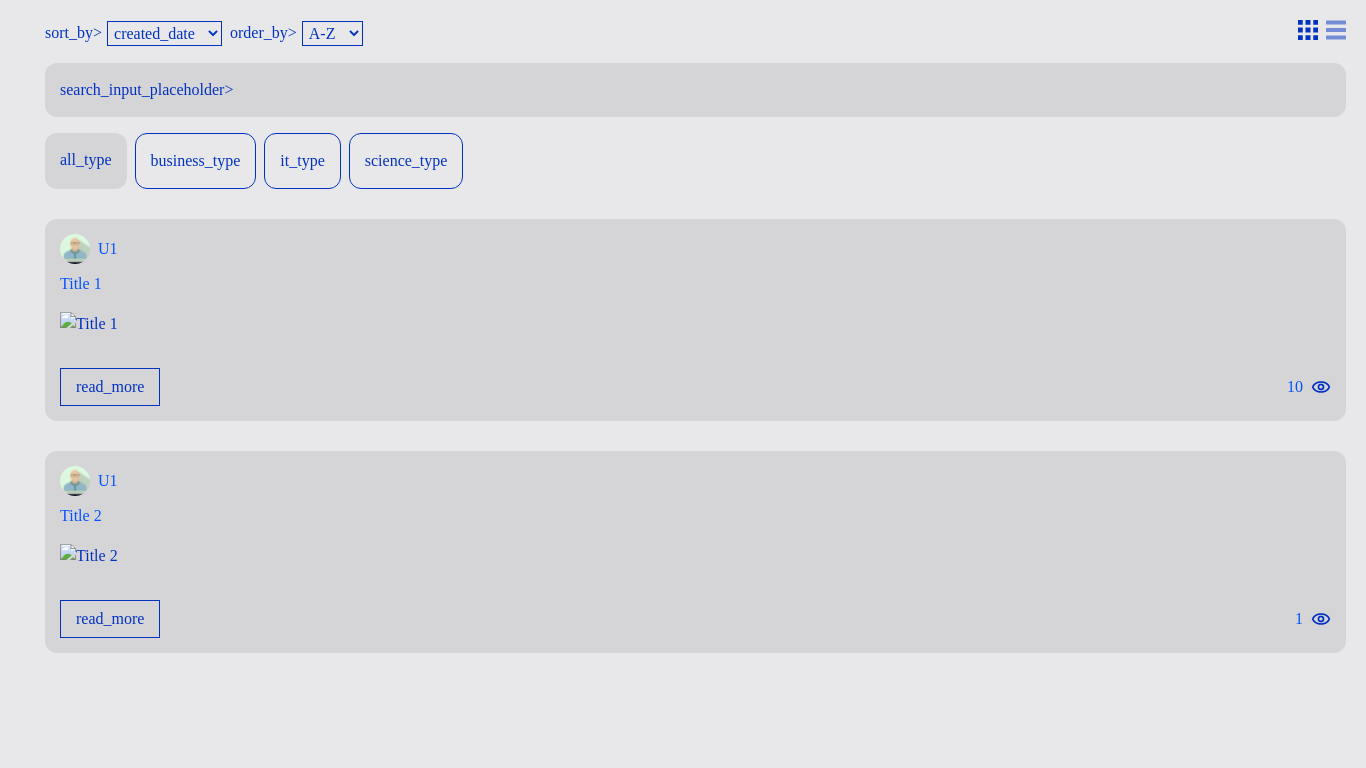 sort_by> created_date order_by> A-Z
search_input_placeholder>
all_type business_type it_type science_type
U1
Title 1
Title 1
read_more 10
U1
Title 2
Title 2
read_more 1